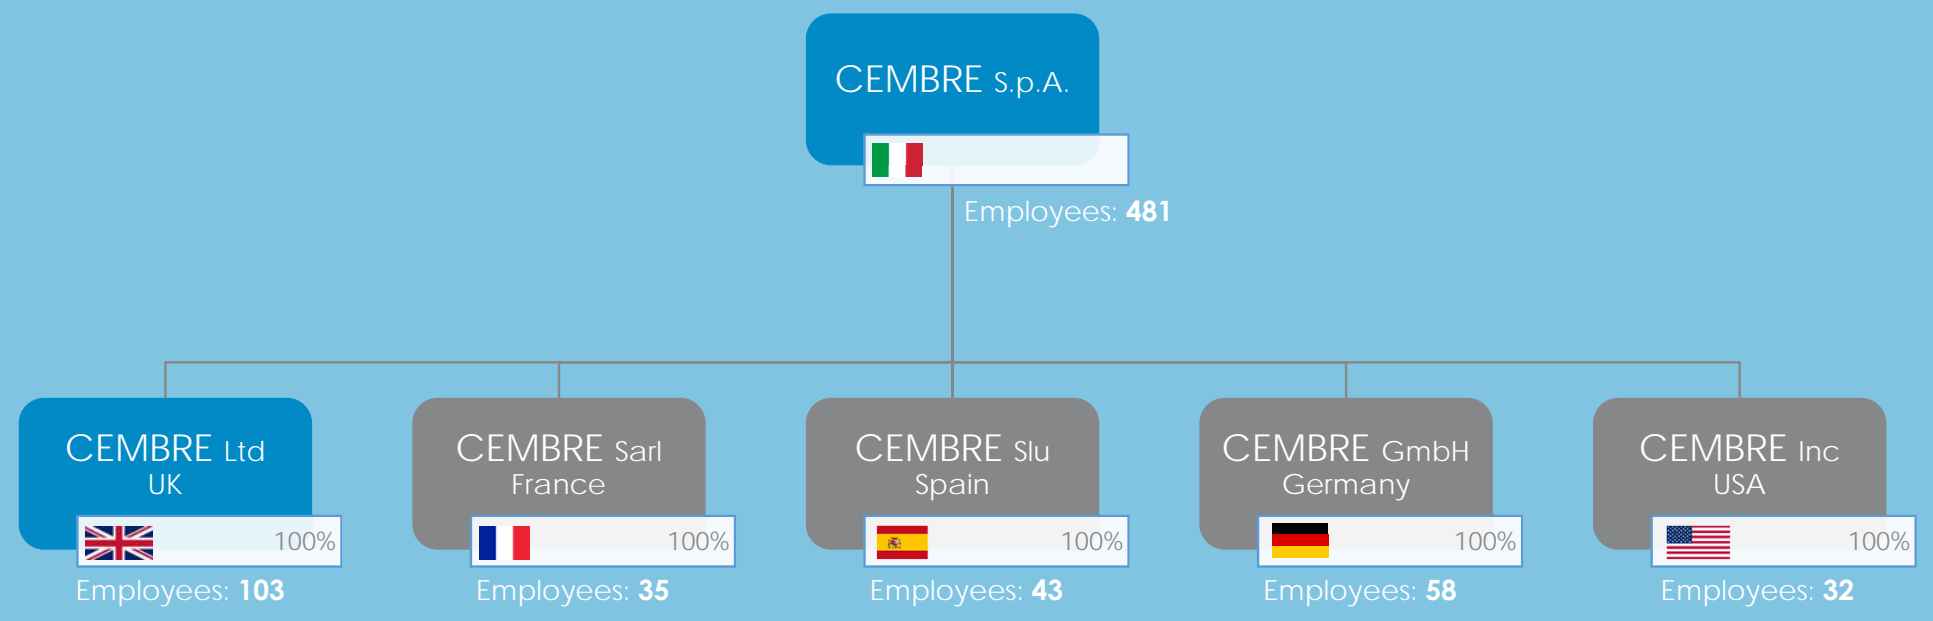 CEMBRE S.p.A.
Employees: 481
CEMBRE Ltd
UK
100%
Employees: 103
CEMBRE Sarl
France
100%
Employees: 35
CEMBRE Slu
Spain
100%
Employees: 43
CEMBRE GmbH
Germany
100%
Employees: 58
CEMBRE Inc
USA
100%
Employees: 32